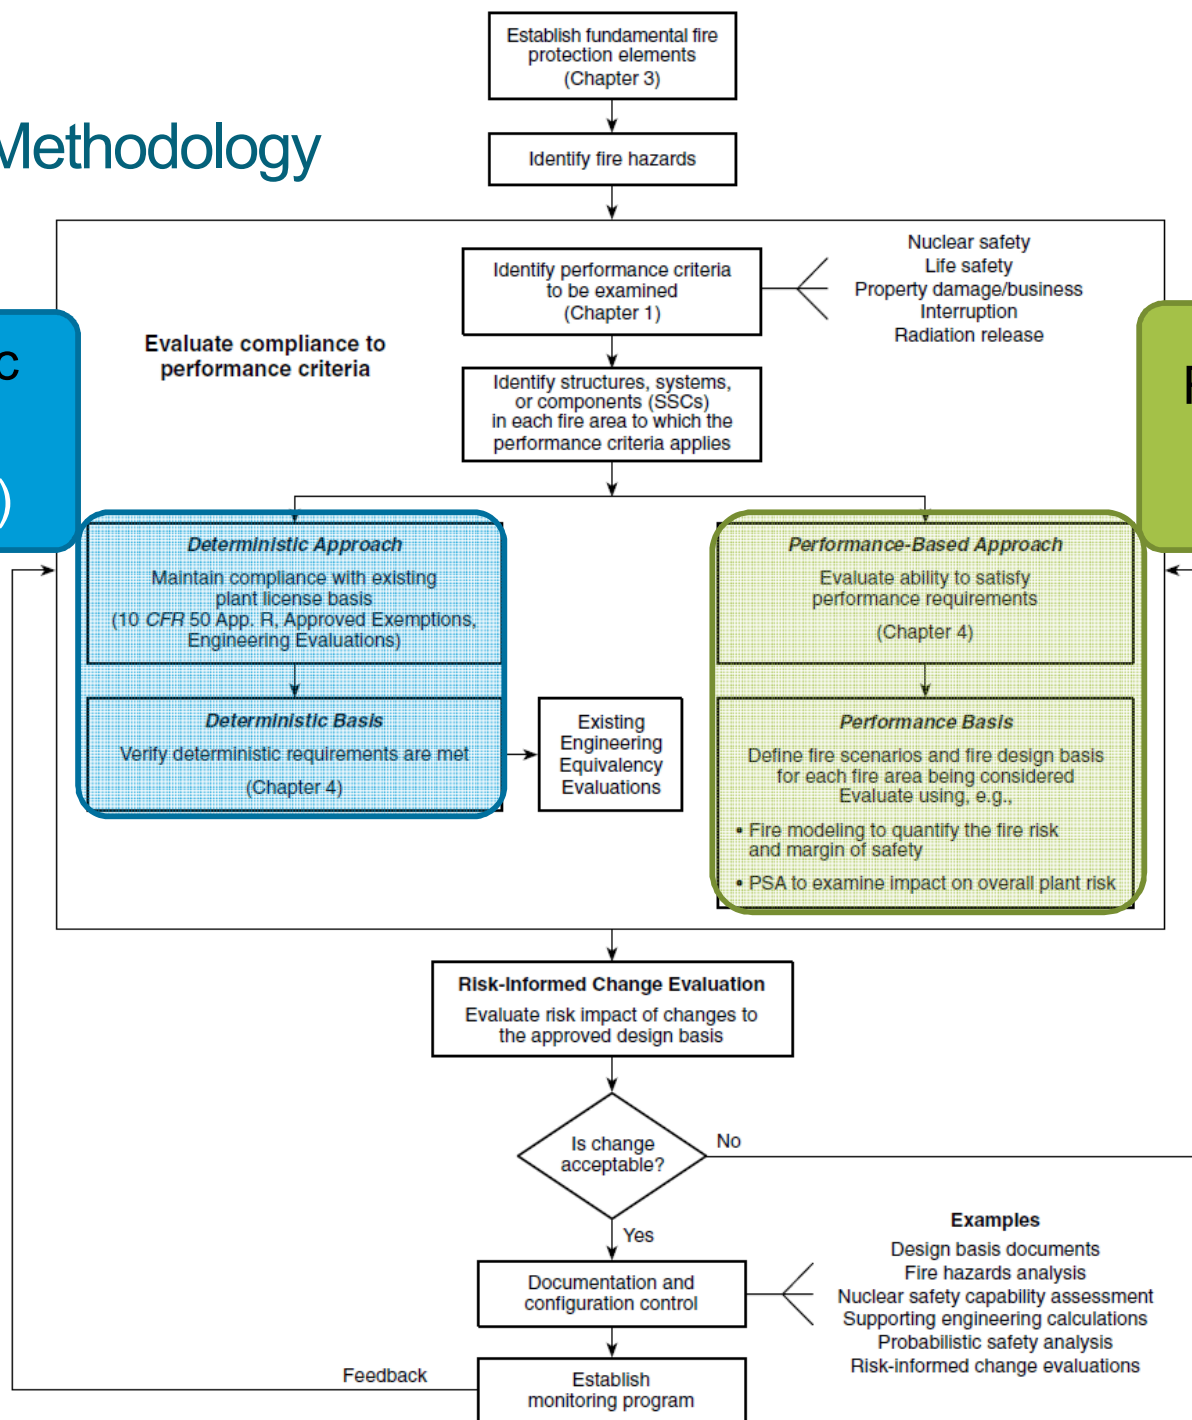 Establish fundamental fire
protection elements
(Chapter 3)
Methodology
Identify fire hazards
Identify performance criteria
to be examined
(Chapter 1)
Nuclear safety
Life safety
Property damage/business
Interruption
Radiation release
Evaluate compliance to
performance criteria
c
)
Identify structures, systems,
or components (SSCs)
in each fire area to which the
performance criteria applies
Deterministic Approach
Maintain compliance with existing
plant license basis
(10 CFR 50 App. R, Approved Exemptions,
Engineering Evaluations)
Performance-Based Approach
Evaluate ability to satisfy
performance requirements
(Chapter 4)
Deterministic Basis
Verify deterministic requirements are met
(Chapter 4)
Existing
Engineering
Equivalency
Evaluations
Performance Basis
Define fire scenarios and fire design basis
for each fire area being considered
Evaluate using, e.g.,
• Fire modeling to quantify the fire risk
and margin of safety
• PSA to examine impact on overall plant risk
Risk-Informed Change Evaluation
Evaluate risk impact of changes to
the approved design basis
Is change
acceptable?
No
Yes
Documentation and
configuration control
Examples
Design basis documents
Fire hazards analysis
Nuclear safety capability assessment
Supporting engineering calculations
Probabilistic safety analysis
Risk-informed change evaluations
Feedback
Establish
monitoring program